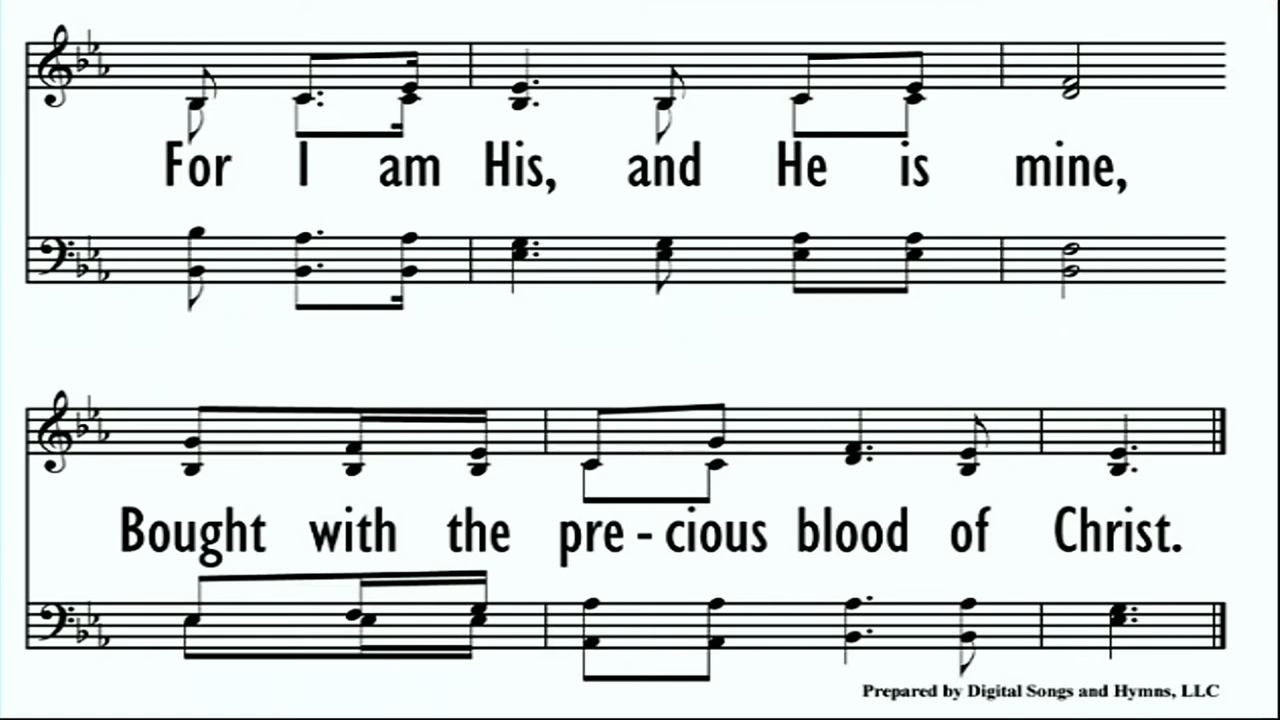 For I am His, and He is mine,
Bought with the pre - cious blood of Christ.
Prepared by Digital Songs and Hymns, LLC